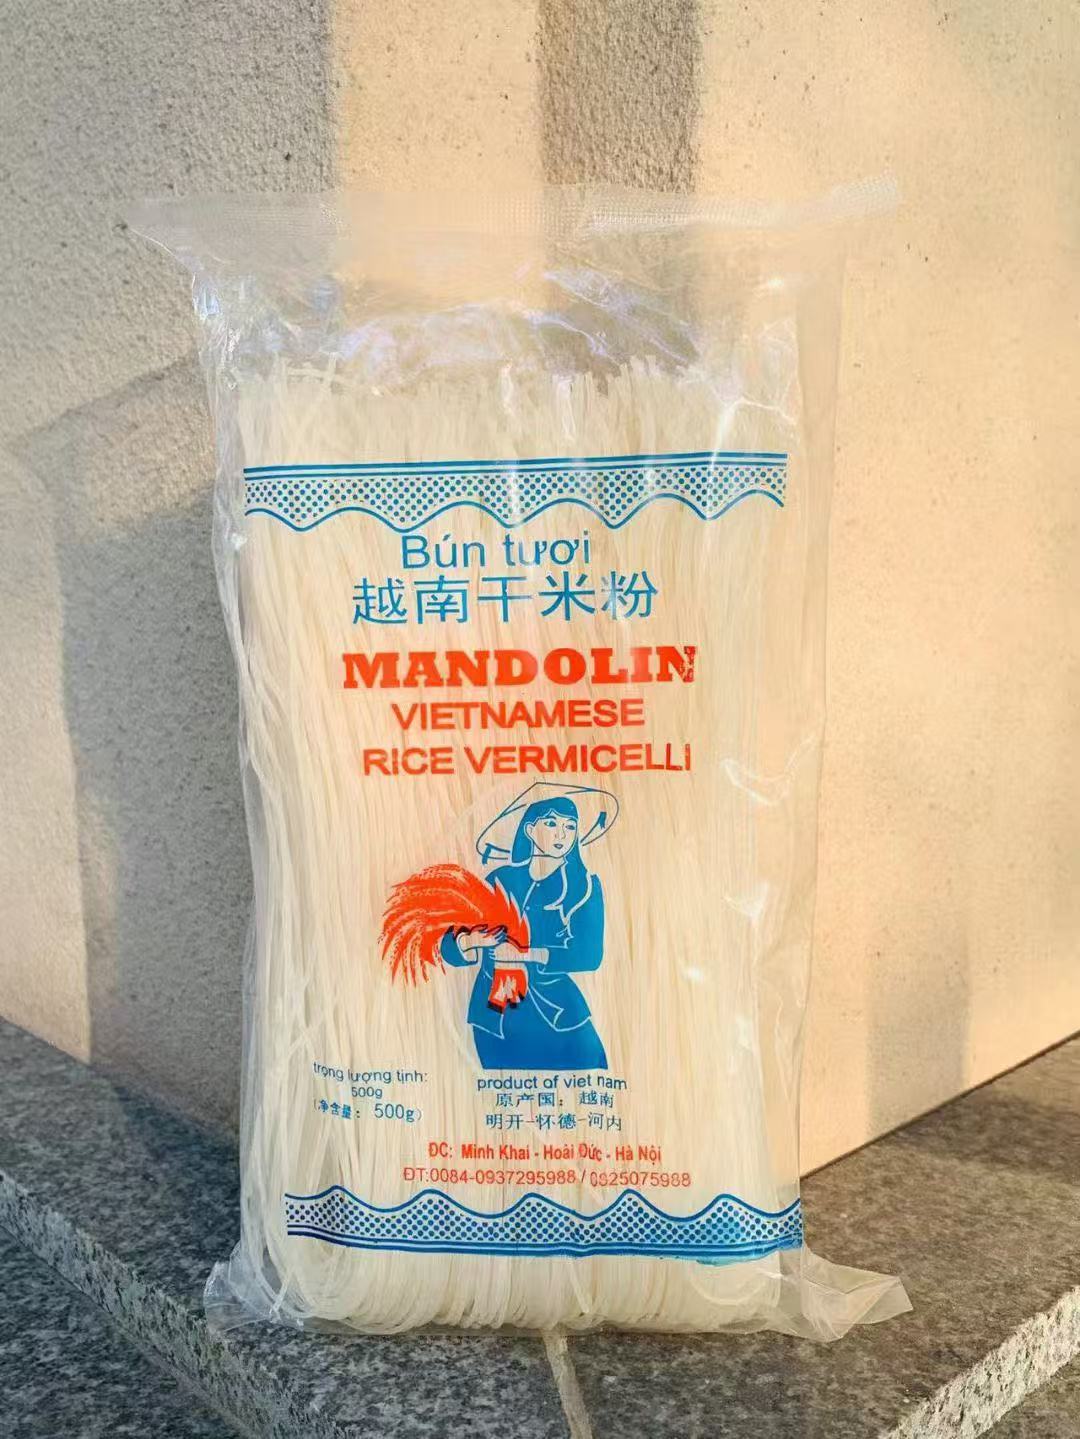 Bún tươi
越南干米粉
MANDOLIN
VIETNAMESE
RICE VERMICELLI
trọng lượng tịnh:
500g
(净含量：500g)
product of viet nam
原产国：越南
明开-怀德-河内
ĐC: Minh Khai - Hoài Đức - Hà Nội
ĐT:0084-0937295988 / 0925075988